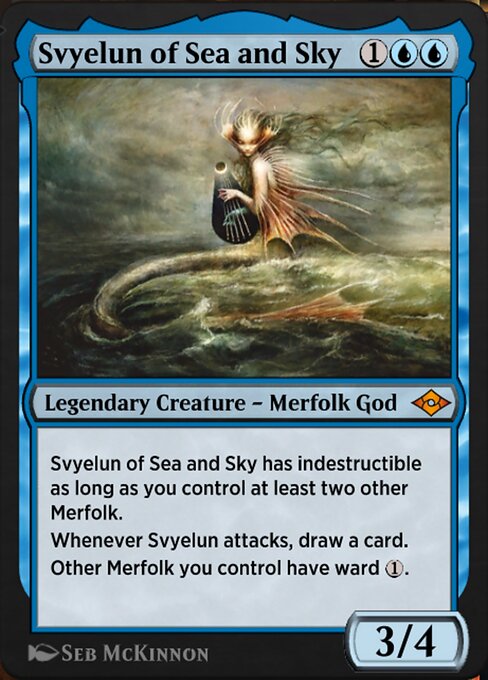 Svyelun of Sea and Sky 1
Legendary Creature – Merfolk God
Svyelun of Sea and Sky has indestructible
as long as you control at least two other
Merfolk.
Whenever Svyelun attacks, draw a card.
Other Merfolk you control have ward 1.
3/4
Seb McKinnon